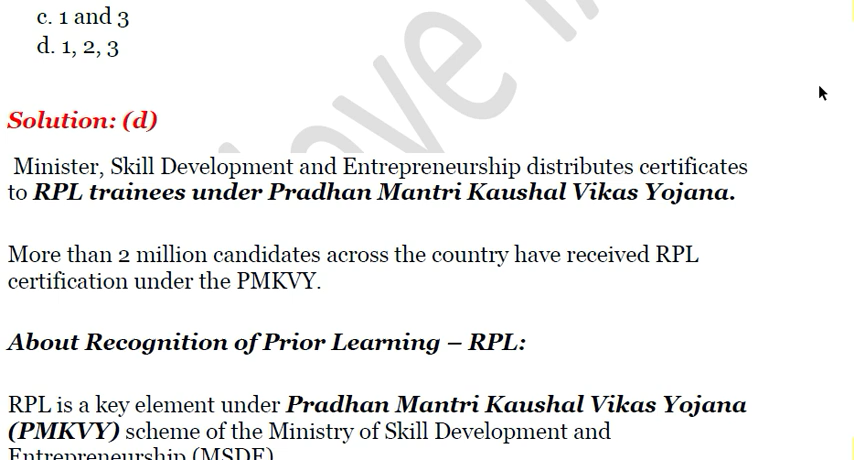 c. 1 and 3
d. 1, 2, 3
Solution: (d)
Minister, Skill Development and Entrepreneurship distributes certificates
to RPL trainees under Pradhan Mantri Kaushal Vikas Yojana.
More than 2 million candidates across the country have received RPL
certification under the PMKVY.
About Recognition of Prior Learning – RPL:
RPL is a key element under Pradhan Mantri Kaushal Vikas Yojana
(PMKVY) scheme of the Ministry of Skill Development and
Entrepreneurship (MSDE)